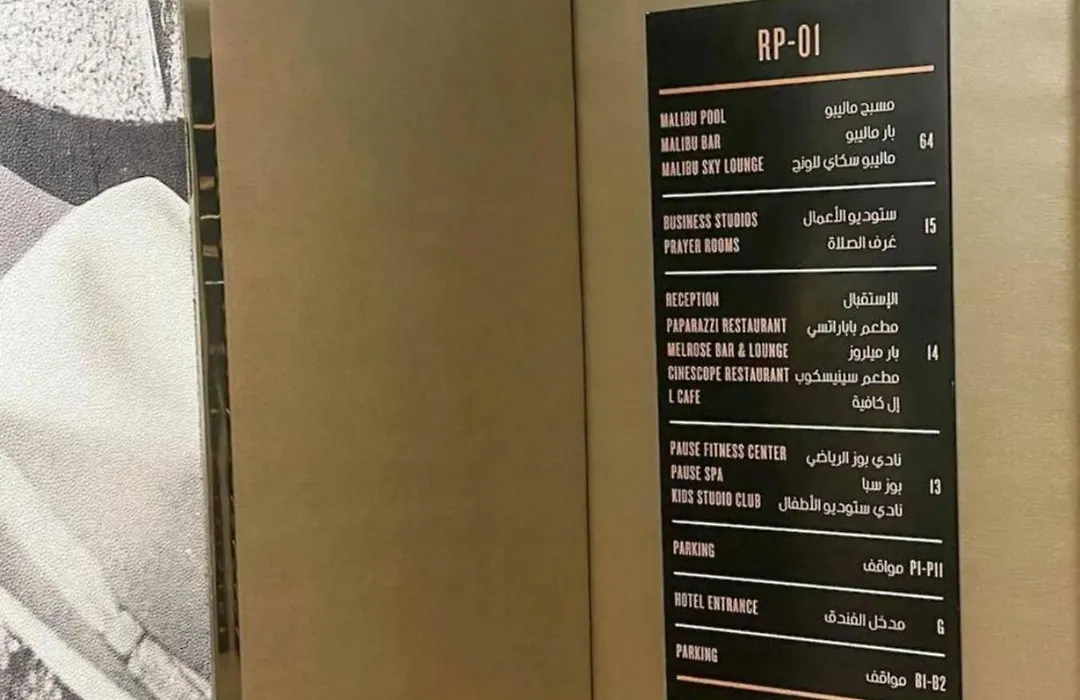 RP-01
MALIBU POOL مسبح ماليبو
MALIBU BAR بار ماليبو 64
MALIBU SKY LOUNGE ماليبو سكاي للونج
BUSINESS STUDIOS ستوديو الأعمال 15
PRAYER ROOMS غرف الصلاة
RECEPTION الإستقبال
PAPARAZZI RESTAURANT مطعم باباراتسي
MELROSE BAR & LOUNGE بار ميلروز 14
CINESCOPE RESTAURANT مطعم سينيسكوب
L CAFE إل كافية
PAUSE FITNESS CENTER نادي بوز الرياضي
PAUSE SPA بوز سبا 13
KIDS STUDIO CLUB نادي ستوديو الأطفال
PARKING مواقف P1-P11
HOTEL ENTRANCE مدخل الفندق G
PARKING مواقف B1-B2